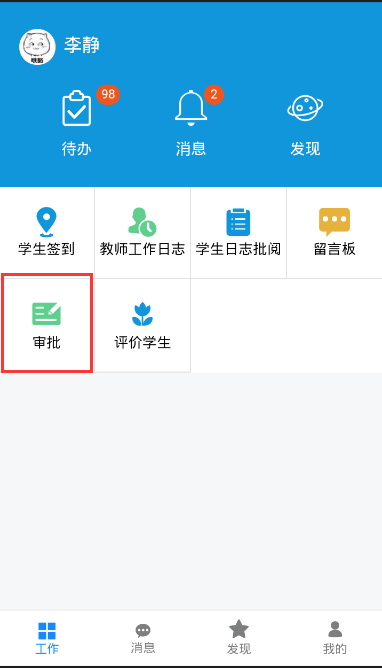 李静
98
2
待办
消息
发现
学生签到
教师工作日志
学生日志批阅
留言板
审批
评价学生
工作
消息
发现
我的